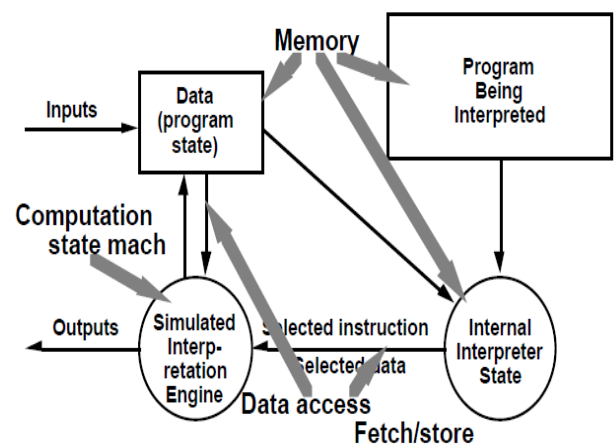 Memory
Program
Being
Interpreted
Data
(program
state)
Inputs
Computation
state mach
Outputs
Simulated
Interp-
retation
Engine
Selected instruction
Selected data
Internal
Interpreter
State
Data access
Fetch/store